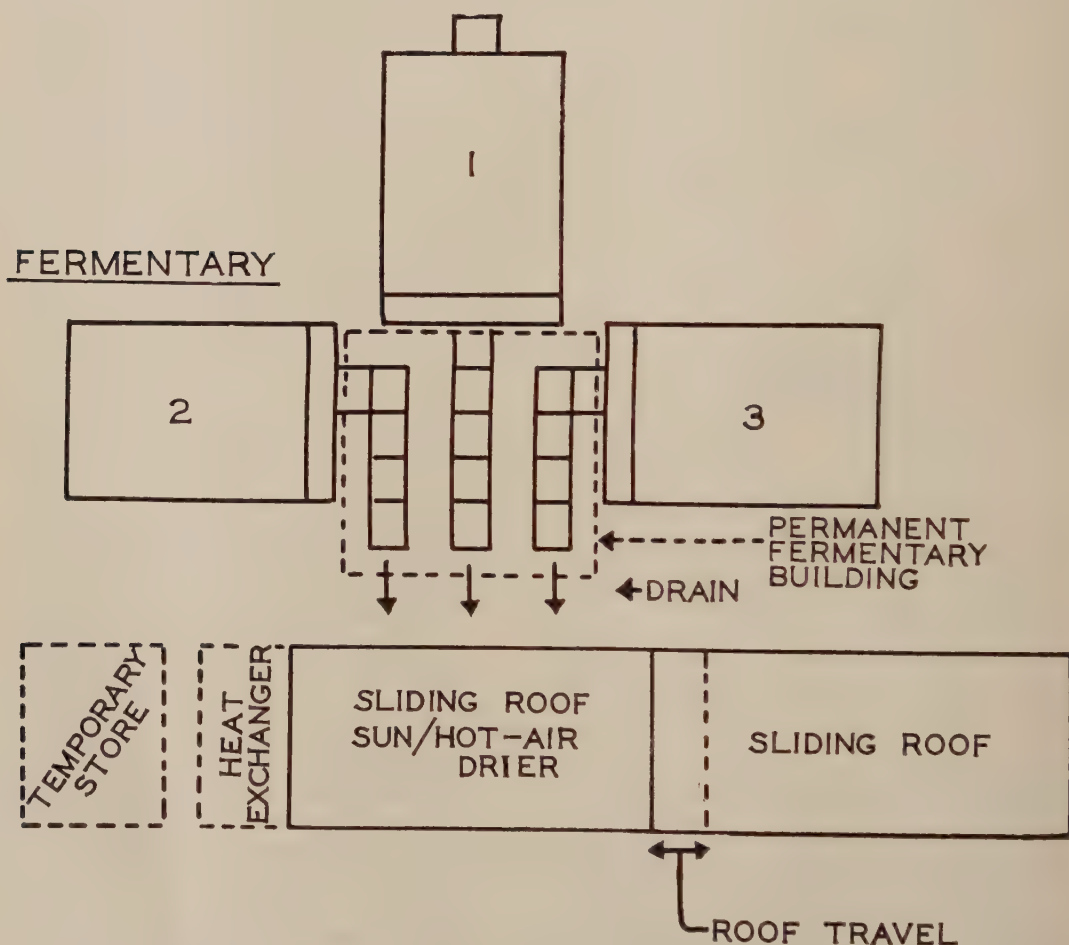 1
FERMENTARY
2
3
PERMANENT
FERMENTARY
BUILDING
DRAIN
TEMPORARY
STORE
HEAT
EXCHANGER
SLIDING ROOF
SUN/HOT-AIR
DRIER
SLIDING ROOF
ROOF TRAVEL